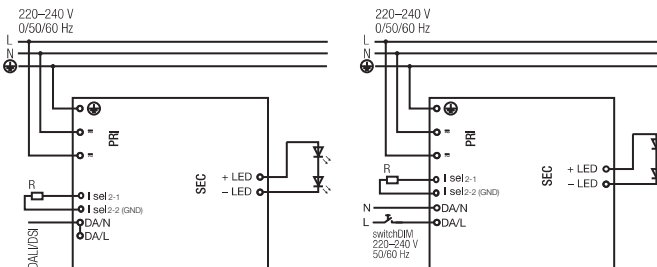 220–240 V
0/50/60 Hz
L
N
PRI
SEC
+ LED
– LED
R
I sel 2-1
I sel 2-2 (GND)
DA/N
DA/L
DALI/DSI
220–240 V
0/50/60 Hz
L
N
PRI
SEC
+ LED
– LED
R
I sel 2-1
I sel 2-2 (GND)
N
DA/N
L
DA/L
switchDIM
220–240 V
50/60 Hz